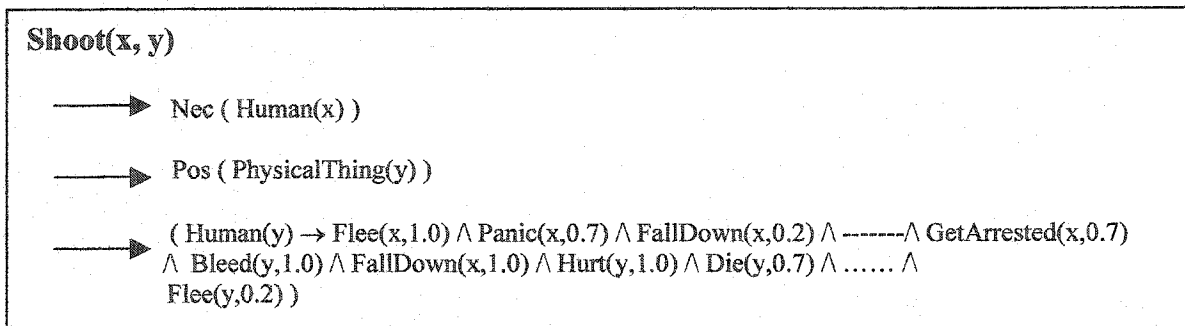 Shoot(x, y)
Nec ( Human(x) )
Pos ( PhysicalThing(y) )
( Human(y) → Flee(x,1.0) Λ Panic(x,0.7) Λ FallDown(x,0.2) Λ -------Λ GetArrested(x,0.7)
Λ Bleed(y,1.0) Λ FallDown(x,1.0) Λ Hurt(y,1.0) Λ Die(y,0.7) Λ …… Λ
Flee(y,0.2) )